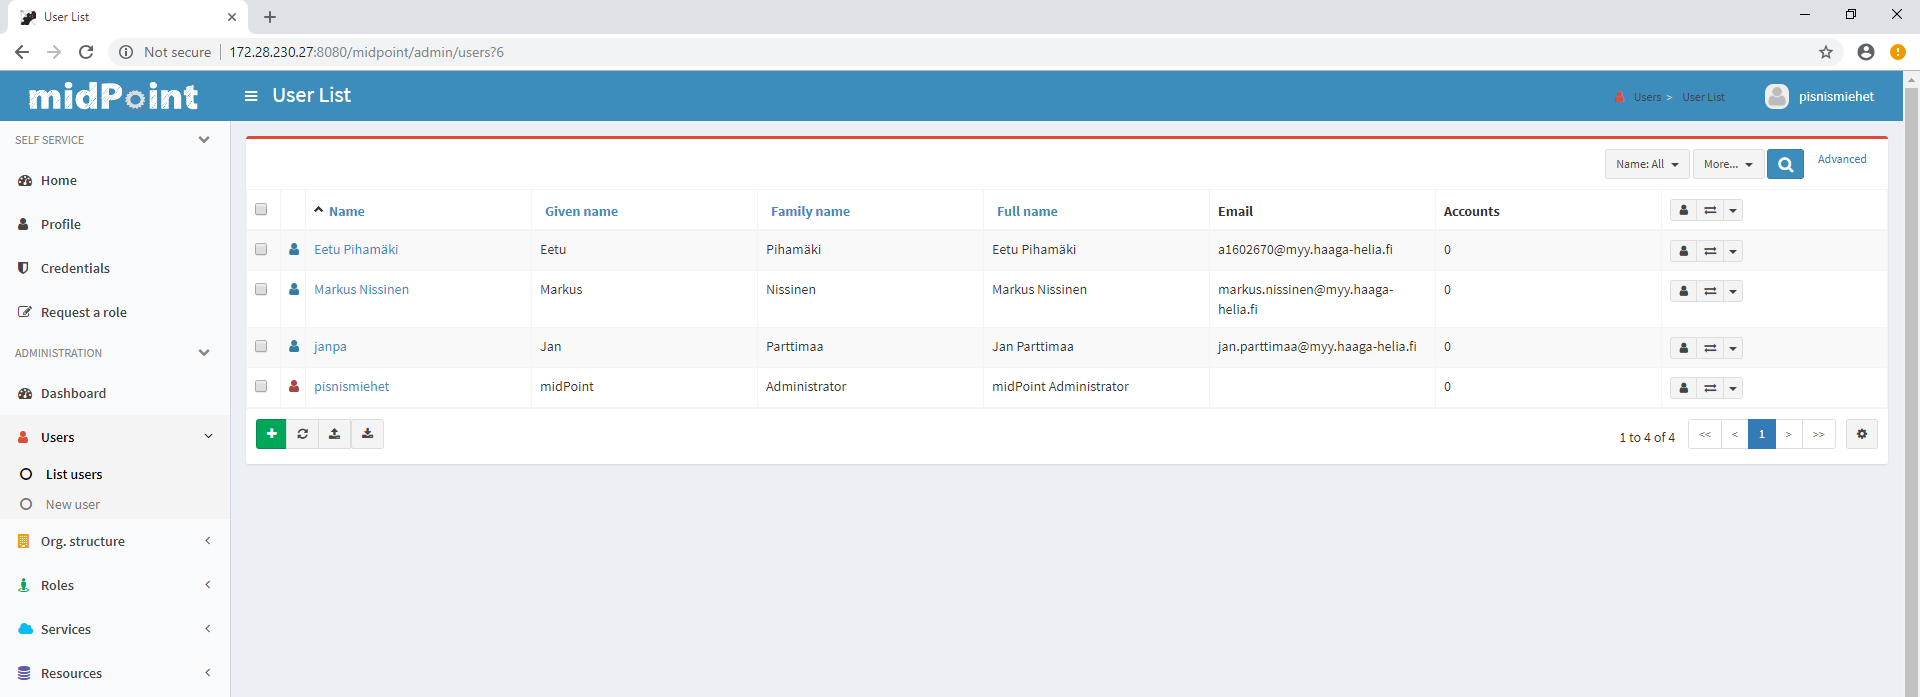 User List
Not secure
172.28.230.27:8080/midpoint/admin/users?6
midPoint
User List
Users > User List
pisnismiehet
SELF SERVICE
Home
Profile
Credentials
Request a role
ADMINISTRATION
Dashboard
Users
List users
New user
Org. structure
Roles
Services
Resources
Name: All More... Advanced
Name Given name Family name Full name Email Accounts
Eetu Pihamäki Eetu Pihamäki Eetu Pihamäki a1602670@myy.haaga-helia.fi 0
Markus Nissinen Markus Nissinen Markus Nissinen markus.nissinen@myy.haaga- 0
helia.fi
janpa Jan Parttimaa Jan Parttimaa jan.parttimaa@myy.haaga-helia.fi 0
pisnismiehet midPoint Administrator midPoint Administrator 0
1 to 4 of 4 << < 1 > >>